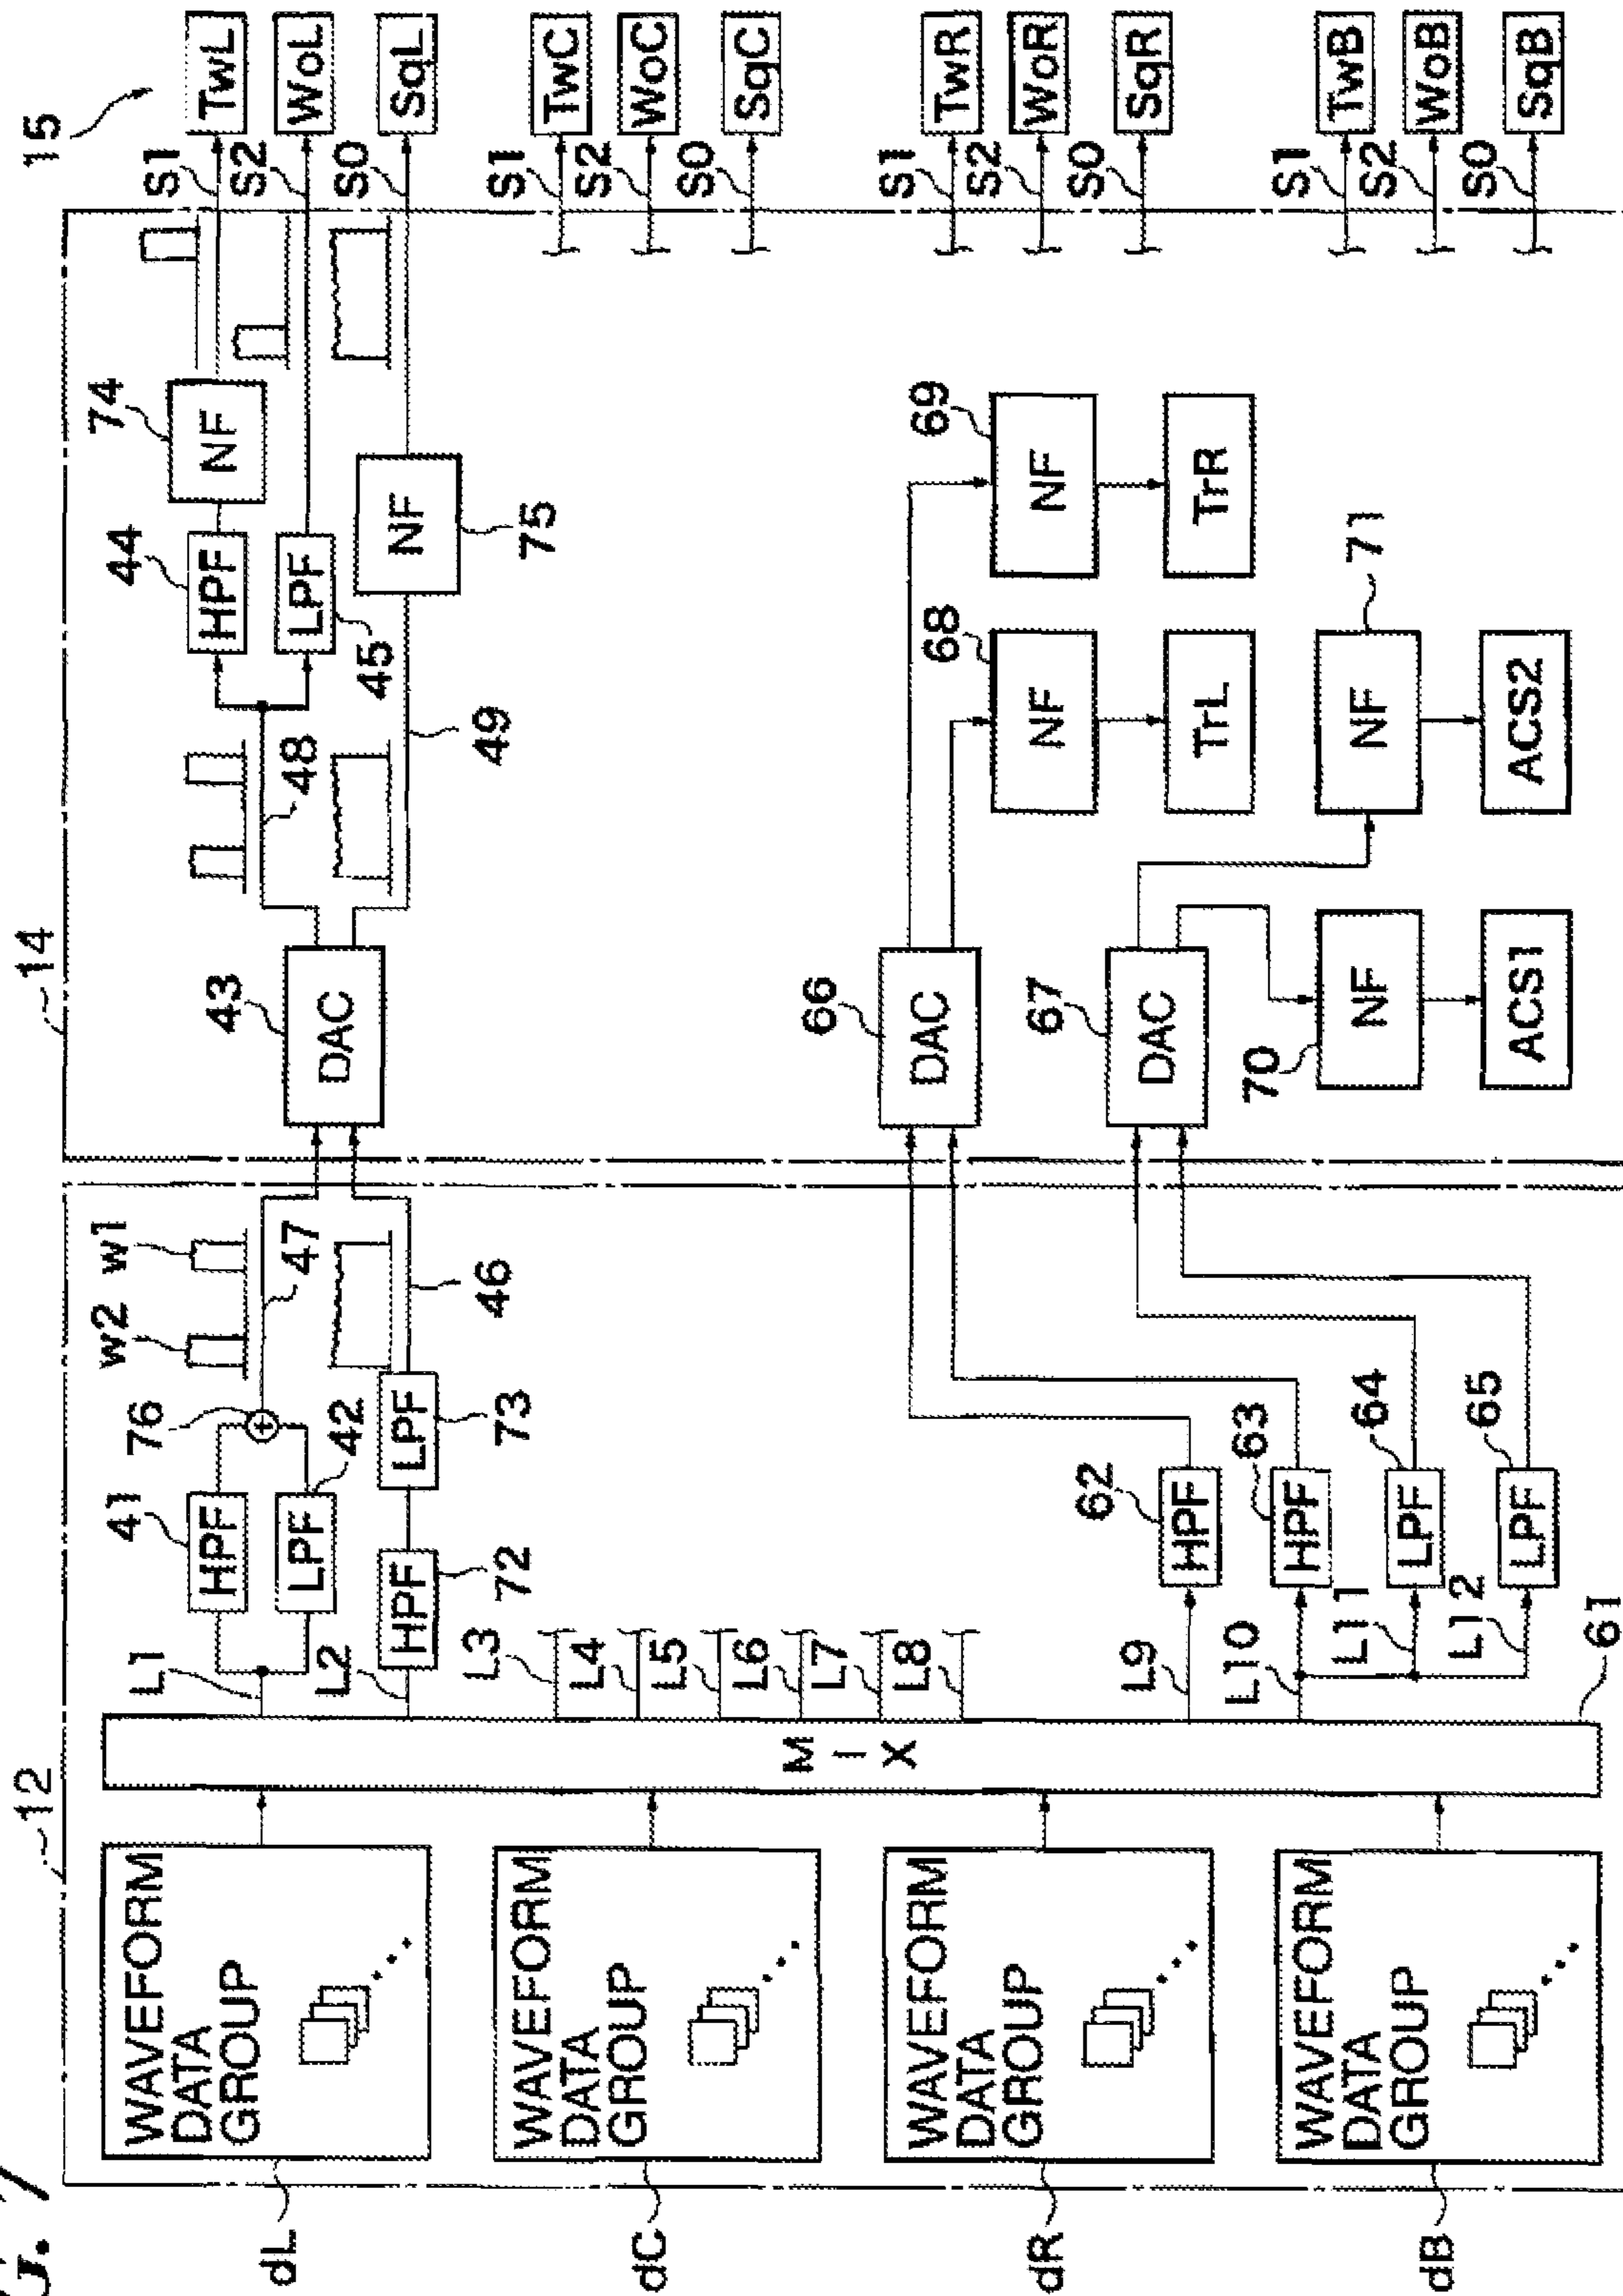 FIG. 7
12
14
15
dL
WAVEFORM
DATA
GROUP
dC
WAVEFORM
DATA
GROUP
dR
WAVEFORM
DATA
GROUP
dB
WAVEFORM
DATA
GROUP
MIX
61
L1
L2
L3
L4
L5
L6
L7
L8
L9
L10
L11
L12
41
HPF
LPF
42
76
w2
w1
47
HPF
72
LPF
73
46
62
HPF
63
HPF
64
LPF
65
LPF
43
DAC
48
49
44
HPF
LPF
45
74
NF
NF
75
66
DAC
67
DAC
68
NF
TrL
69
NF
TrR
70
NF
ACS1
71
NF
ACS2
S1
TwL
S2
WoL
S0
SqL
S1
TwC
S2
WoC
S0
SqC
S1
TwR
S2
WoR
S0
SqR
S1
TwB
S2
WoB
S0
SqB